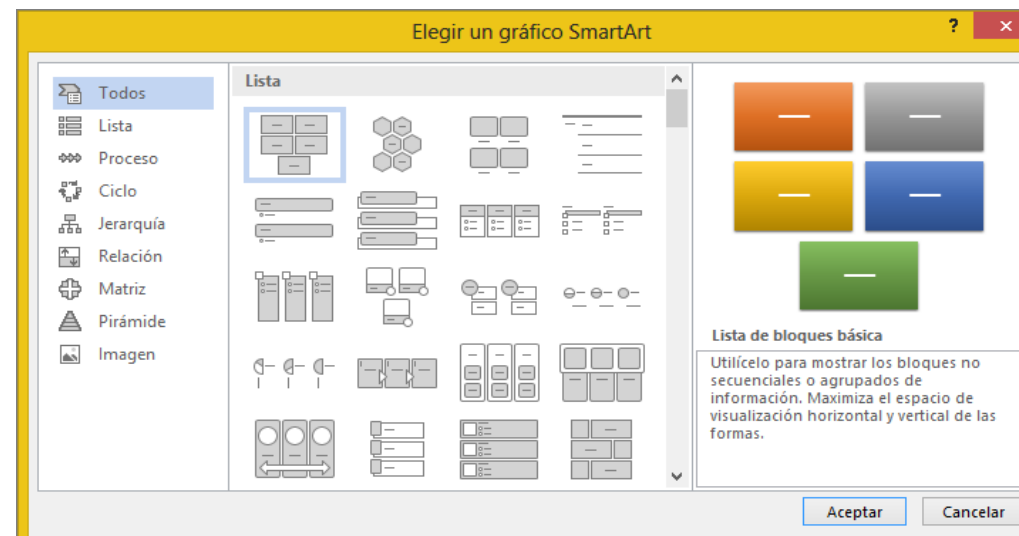 Elegir un gráfico SmartArt
?
Todos
Lista
Proceso
Ciclo
Jerarquía
Relación
Matriz
Pirámide
Imagen
Lista
Lista de bloques básica
Utilícelo para mostrar los bloques no
secuenciales o agrupados de
información. Maximiza el espacio de
visualización horizontal y vertical de las
formas.
Aceptar
Cancelar